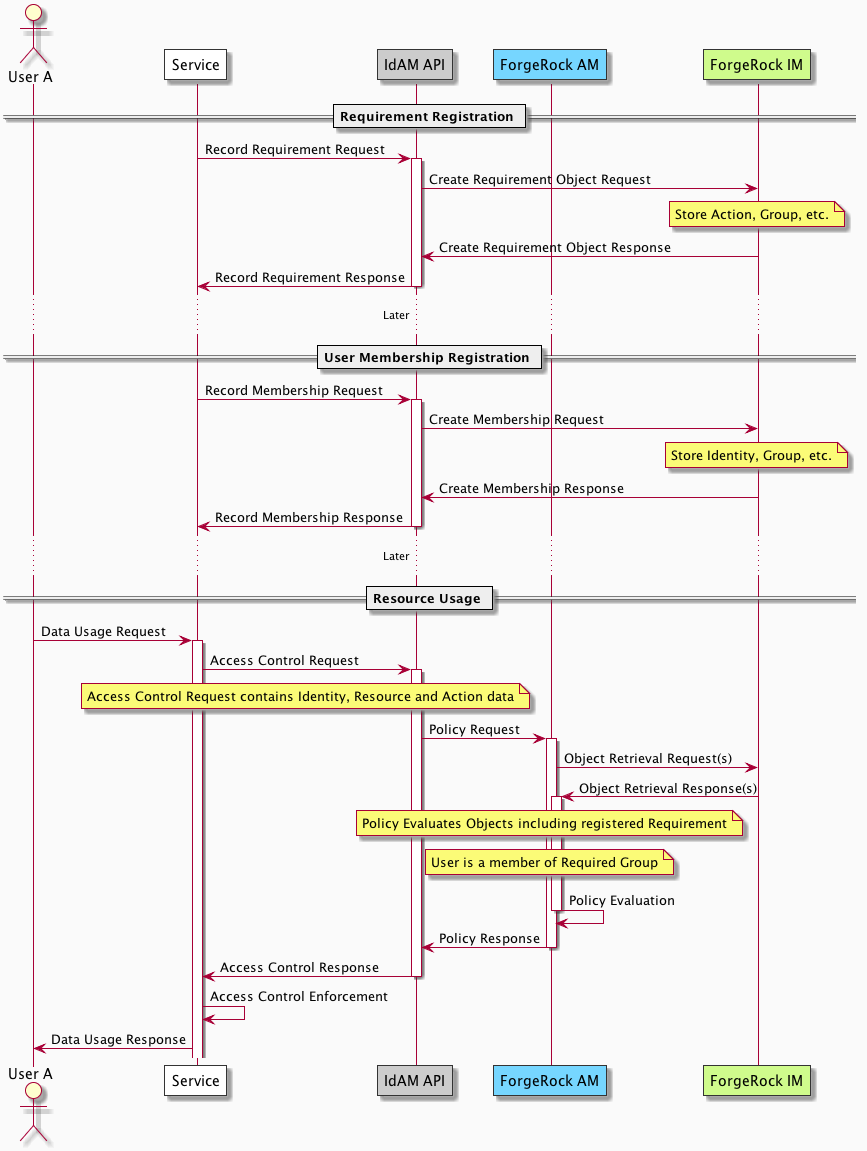 User A
Service
IdAM API
ForgeRock AM
ForgeRock IM
Requirement Registration
Record Requirement Request
Create Requirement Object Request
Store Action, Group, etc.
Create Requirement Object Response
Record Requirement Response
Later
User Membership Registration
Record Membership Request
Create Membership Request
Store Identity, Group, etc.
Create Membership Response
Record Membership Response
Later
Resource Usage
Data Usage Request
Access Control Request
Access Control Request contains Identity, Resource and Action data
Policy Request
Object Retrieval Request(s)
Object Retrieval Response(s)
Policy Evaluates Objects including registered Requirement
User is a member of Required Group
Policy Evaluation
Policy Response
Access Control Response
Access Control Enforcement
Data Usage Response
User A
Service
IdAM API
ForgeRock AM
ForgeRock IM